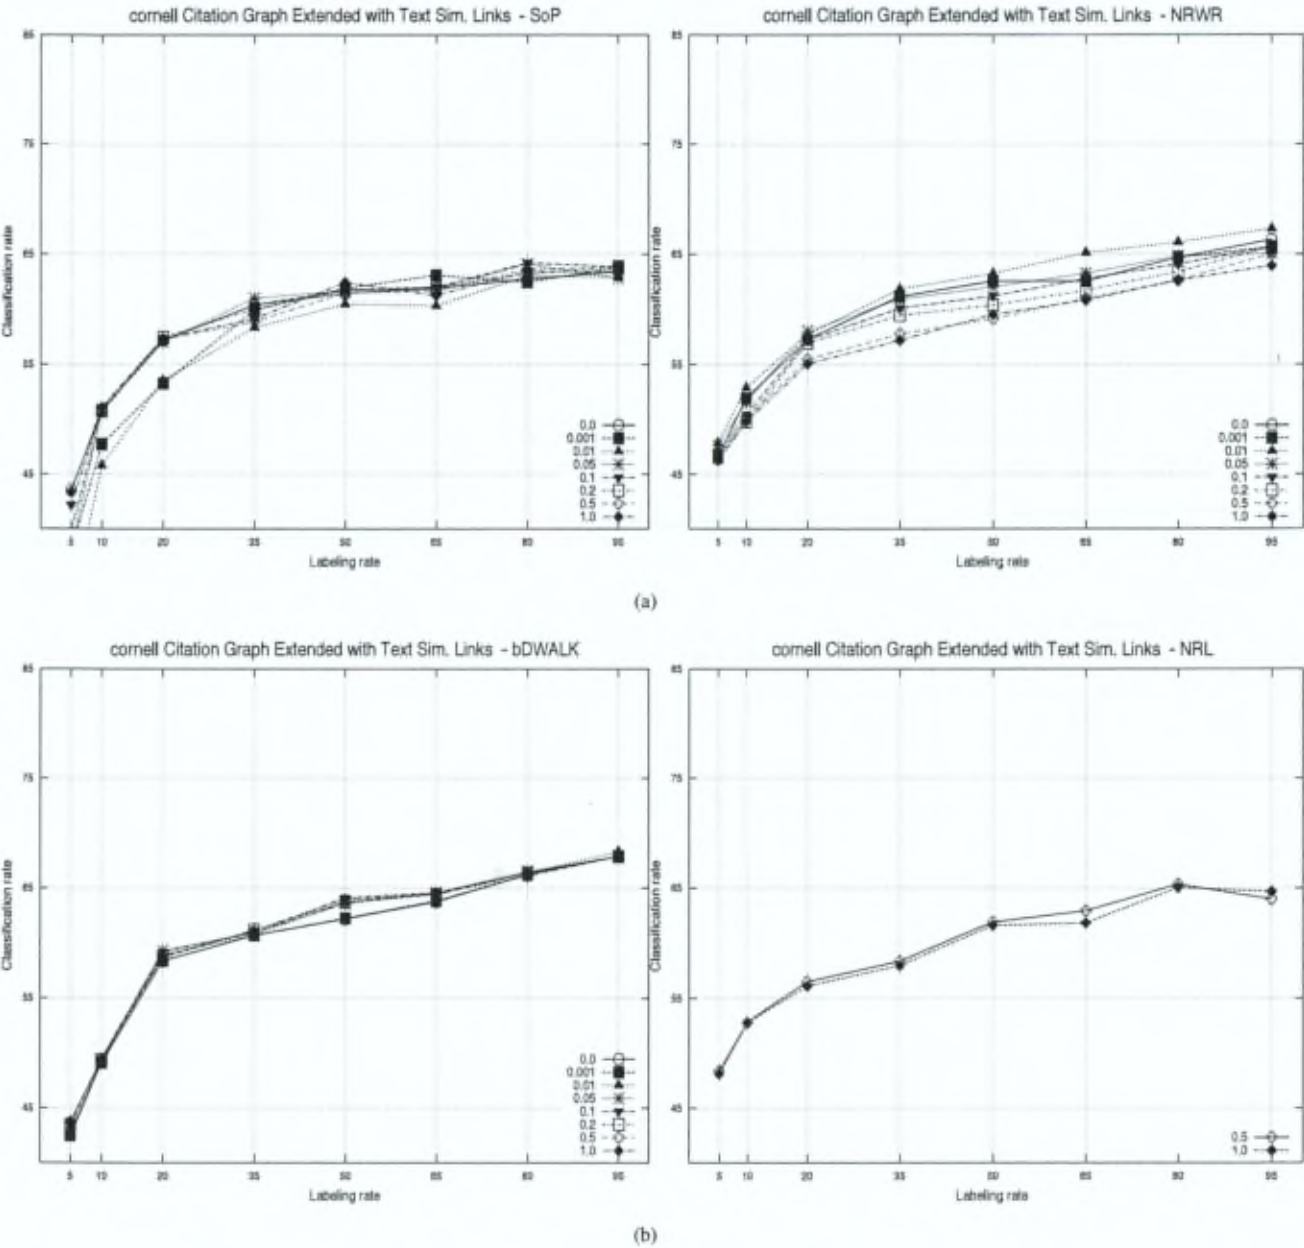 cornell Citation Graph Extended with Text Sim. Links - SoP
85
75
65
55
45
Classification rate
5 10 20 35 50 65 80 95
Labeling rate
0.0
0.001
0.01
0.05
0.1
0.2
0.5
1.0
cornell Citation Graph Extended with Text Sim. Links - NRWR
85
75
65
55
45
Classification rate
5 10 20 35 50 65 80 95
Labeling rate
0.0
0.001
0.01
0.05
0.1
0.2
0.5
1.0
(a)
cornell Citation Graph Extended with Text Sim. Links - bDWALK
85
75
65
55
45
Classification rate
5 10 20 35 50 65 80 95
Labeling rate
0.0
0.001
0.01
0.05
0.1
0.2
0.5
1.0
cornell Citation Graph Extended with Text Sim. Links - NRL
85
75
65
55
45
Classification rate
5 10 20 35 50 65 80 95
Labeling rate
0.5
1.0
(b)